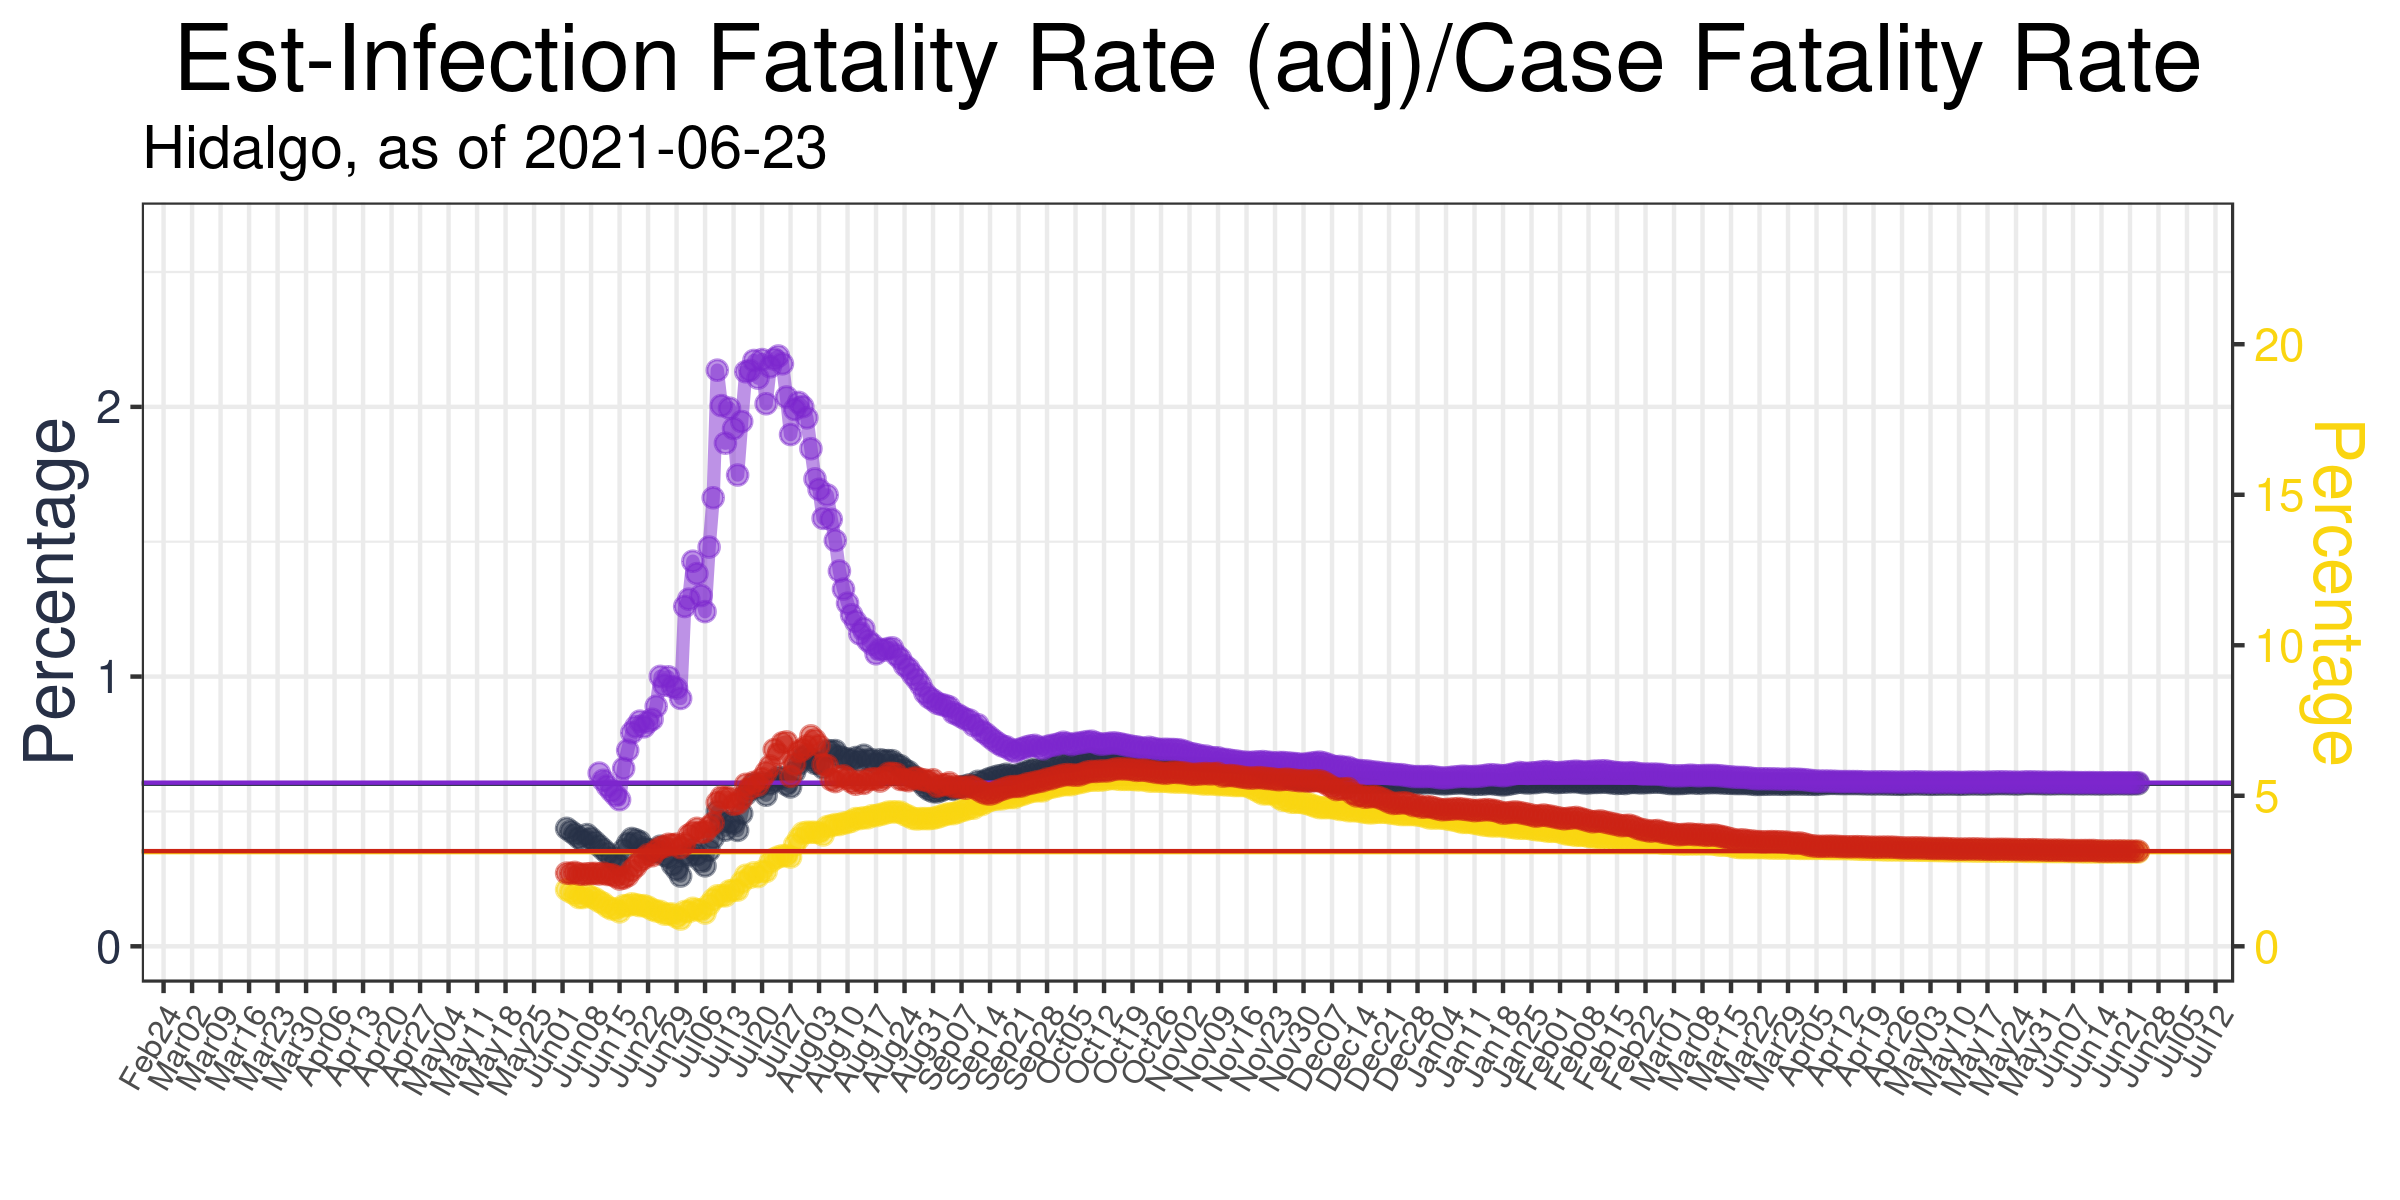 Est-Infection Fatality Rate (adj)/Case Fatality Rate
Hidalgo, as of 2021-06-23
Percentage
2
1
0
20
15
10
5
0
Percentage
Feb24
Mar02
Mar09
Mar16
Mar23
Mar30
Apr06
Apr13
Apr20
Apr27
May04
May11
May18
May25
Jun01
Jun08
Jun15
Jun22
Jun29
Jul06
Jul13
Jul20
Jul27
Aug03
Aug10
Aug17
Aug24
Aug31
Sep07
Sep14
Sep21
Sep28
Oct05
Oct12
Oct19
Oct26
Nov02
Nov09
Nov16
Nov23
Nov30
Dec07
Dec14
Dec21
Dec28
Jan04
Jan11
Jan18
Jan25
Feb01
Feb08
Feb15
Feb22
Mar01
Mar08
Mar15
Mar22
Mar29
Apr05
Apr12
Apr19
Apr26
May03
May10
May17
May24
May31
Jun07
Jun14
Jun21
Jun28
Jul05
Jul12